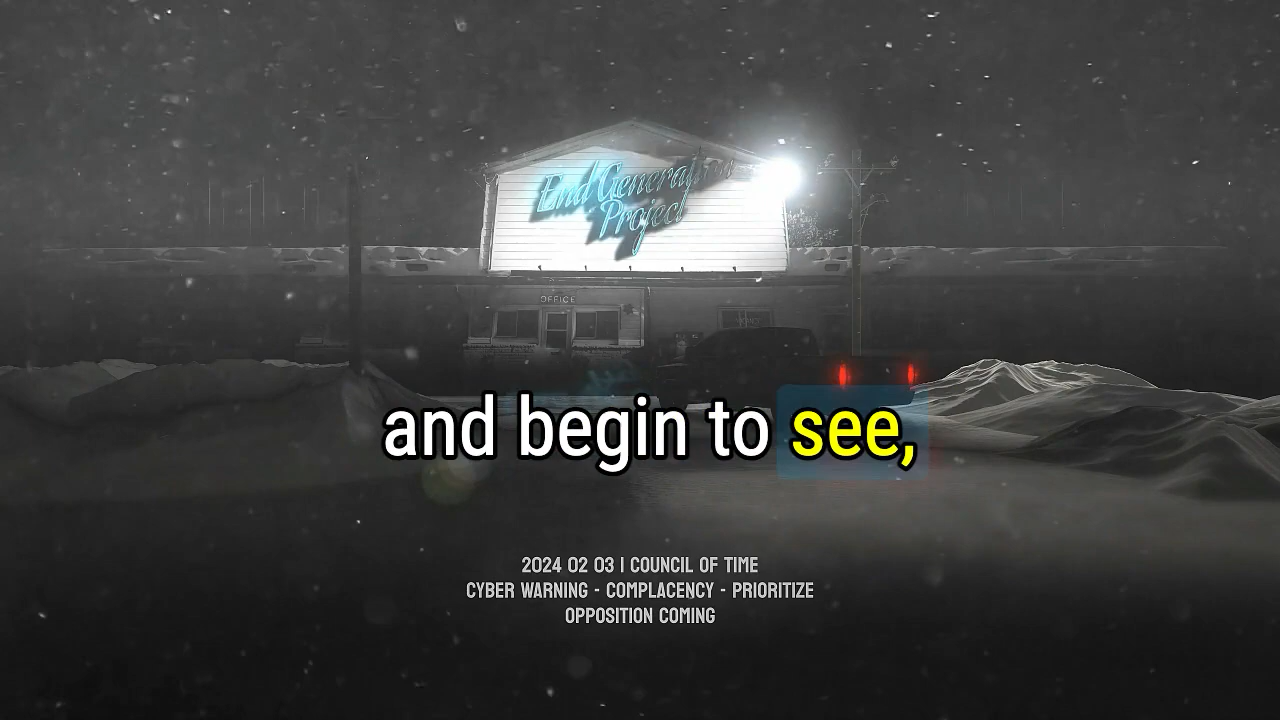 End Generation
Project
OFFICE
and begin to see,
2024 02 03 | COUNCIL OF TIME
CYBER WARNING - COMPLACENCY - PRIORITIZE
OPPOSITION COMING